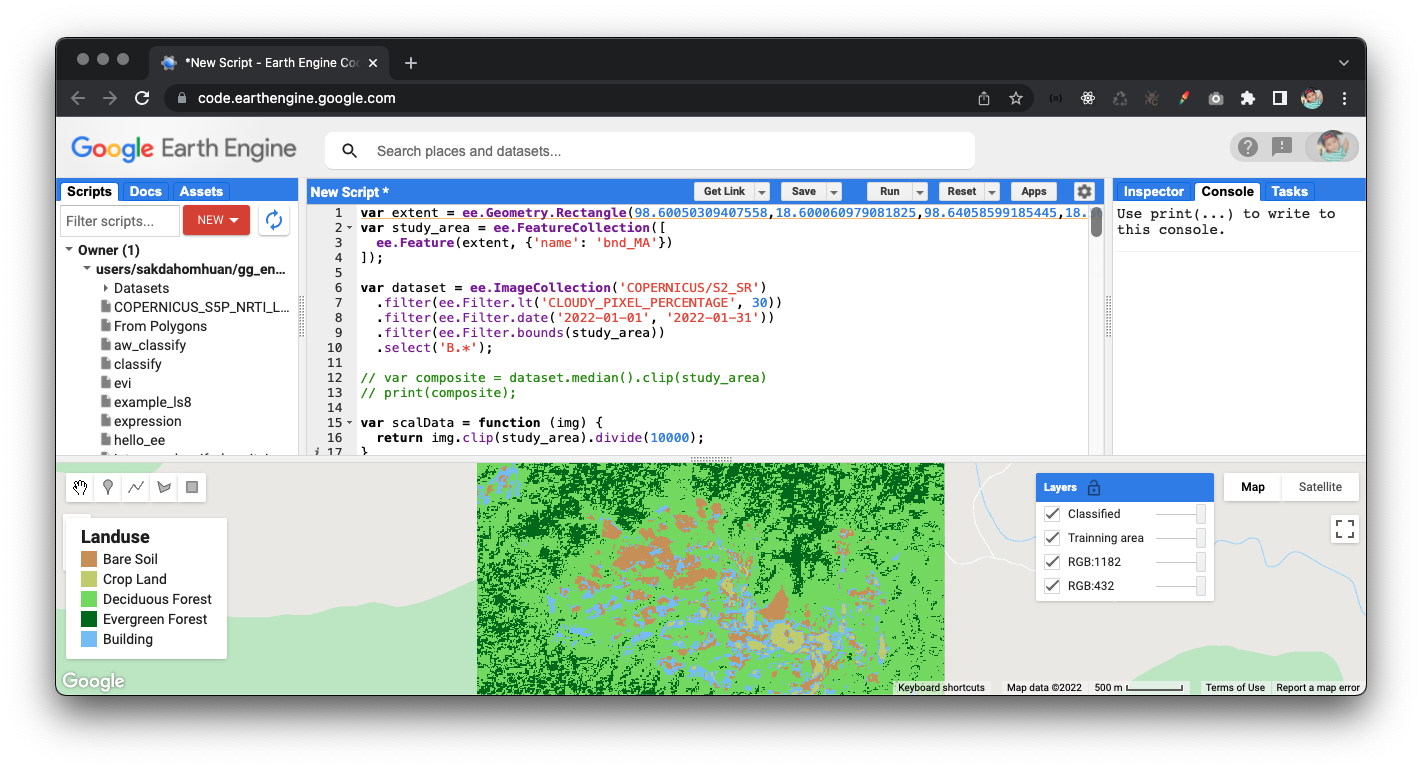 *New Script - Earth Engine Co
code.earthengine.google.com
Google Earth Engine
Search places and datasets...
Scripts Docs Assets
Filter scripts... NEW
Owner (1)
users/sakdahomhuan/gg_en...
Datasets
COPERNICUS_S5P_NRTI_L...
From Polygons
aw_classify
classify
evi
example_ls8
expression
hello_ee
New Script *
Get Link Save Run Reset Apps
1 var extent = ee.Geometry.Rectangle(98.60050309407558,18.600060979081825,98.64058599185445,18.
2 var study_area = ee.FeatureCollection([
3 ee.Feature(extent, {'name': 'bnd_MA'})
4 ]);
5
6 var dataset = ee.ImageCollection('COPERNICUS/S2_SR')
7 .filter(ee.Filter.lt('CLOUDY_PIXEL_PERCENTAGE', 30))
8 .filter(ee.Filter.date('2022-01-01', '2022-01-31'))
9 .filter(ee.Filter.bounds(study_area))
10 .select('B.*');
11
12 // var composite = dataset.median().clip(study_area)
13 // print(composite);
14
15 var scalData = function (img) {
16 return img.clip(study_area).divide(10000);
17 }
Inspector Console Tasks
Use print(...) to write to
this console.
Landuse
Bare Soil
Crop Land
Deciduous Forest
Evergreen Forest
Building
Google
Layers
Classified
Trainning area
RGB:1182
RGB:432
Map Satellite
Keyboard shortcuts Map data ©2022 500 m Terms of Use Report a map error